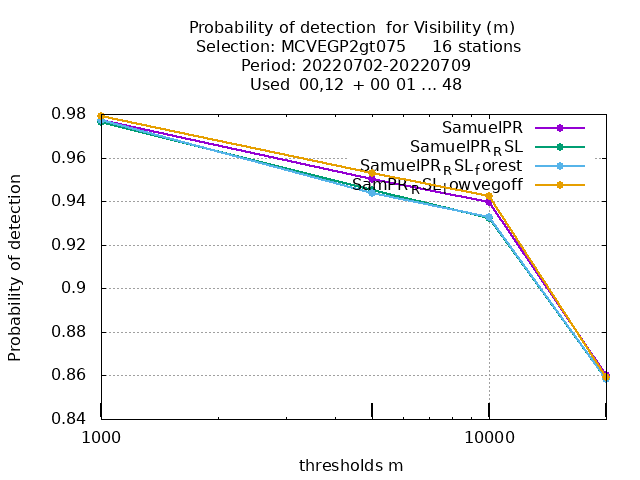 Probability of detection for Visibility (m)
Selection: MCVEGP2gt075 16 stations
Period: 20220702-20220709
Used 00,12 + 00 01 ... 48
Probability of detection
0.98
0.96
0.94
0.92
0.9
0.88
0.86
0.84
SamuelPR
SamuelPR_RSL
SamuelPR_RSL_forest
SamPR_RSL_lowvegoff
1000
10000
thresholds m